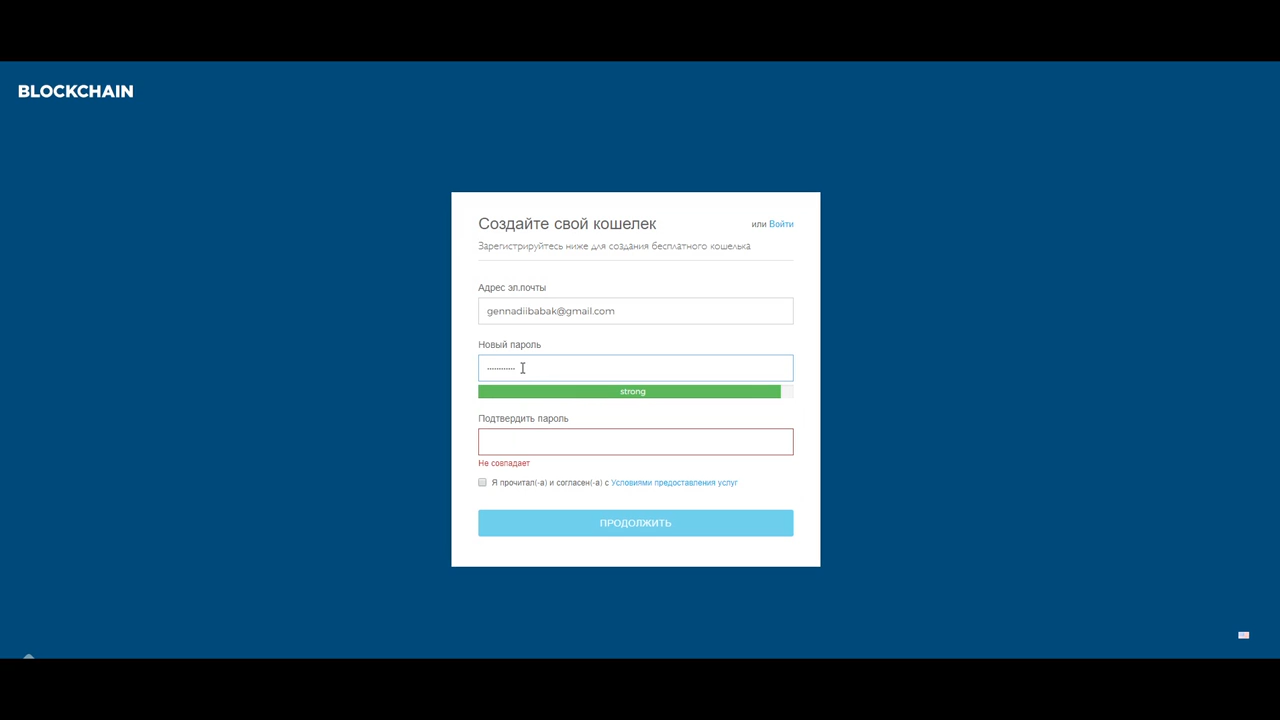 BLOCKCHAIN
Создайте свой кошелек
или Войти
Зарегистрируйтесь ниже для создания бесплатного кошелька
Адрес эл.почты
gennadiibabak@gmail.com
Новый пароль
strong
Подтвердить пароль
Не совпадает
Я прочитал(-а) и согласен(-а) с Условиями предоставления услуг
ПРОДОЛЖИТЬ